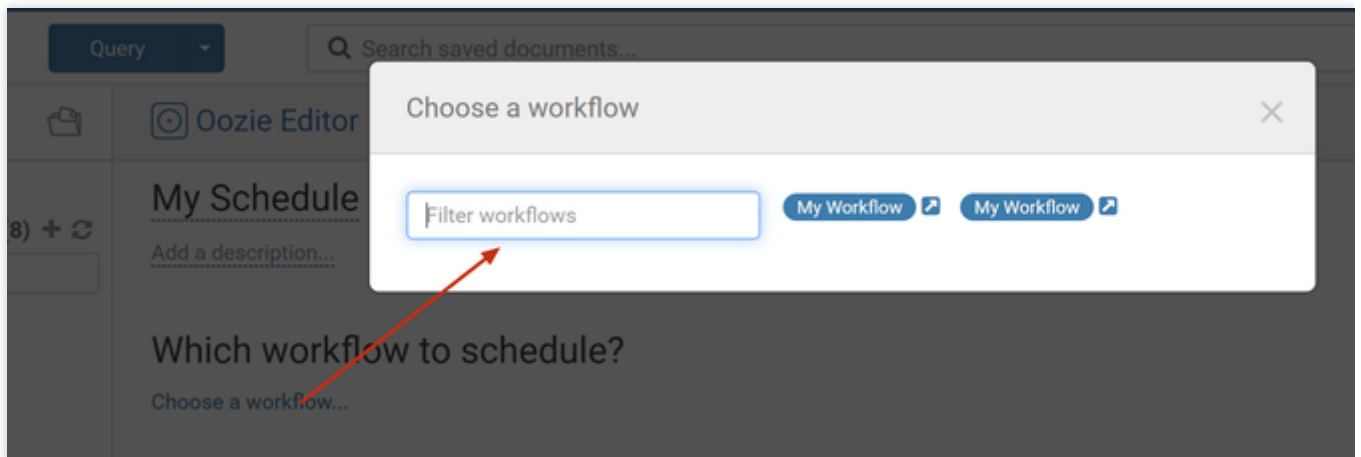 Query
Search saved documents...
Choose a workflow
Oozie Editor
My Schedule
Filter workflows
My Workflow
My Workflow
8)
Add a description...
Which workflow to schedule?
Choose a workflow...